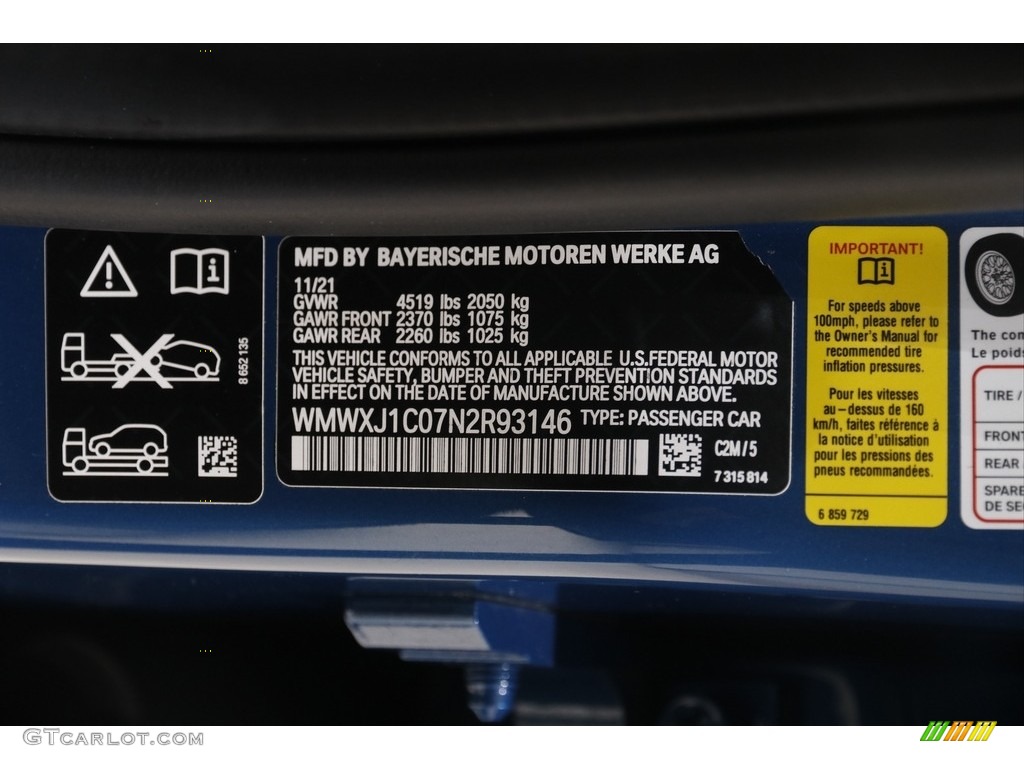 8 652 135
MFD BY BAYERISCHE MOTOREN WERKE AG
11/21
GVWR 4519 lbs 2050 kg
GAWR FRONT 2370 lbs 1075 kg
GAWR REAR 2260 lbs 1025 kg
THIS VEHICLE CONFORMS TO ALL APPLICABLE U.S.FEDERAL MOTOR
VEHICLE SAFETY, BUMPER AND THEFT PREVENTION STANDARDS
IN EFFECT ON THE DATE OF MANUFACTURE SHOWN ABOVE.
WMWXJ1C07N2R93146 TYPE: PASSENGER CAR
C2M/5
7 315 814
IMPORTANT!
For speeds above
100mph, please refer to
the Owner's Manual for
recommended tire
inflation pressures.
Pour les vitesses
au-dessus de 160
km/h, faites référence à
la notice d'utilisation
pour les pressions des
pneus recommandées.
6 859 729
The com
Le poids
TIRE /
FRONT
REAR
SPARE
DE SE
GTCARLOT.COM